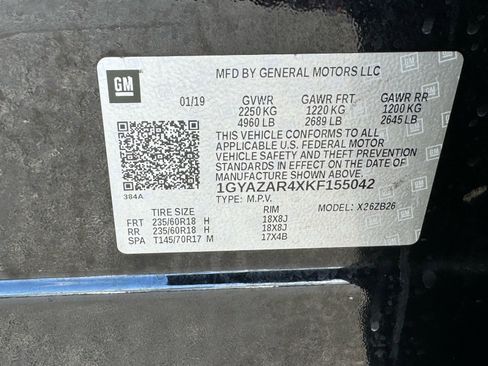 GM
MFD BY GENERAL MOTORS LLC
01/19 GVWR GAWR FRT GAWR RR
2250 KG 1220 KG 1200 KG
4960 LB 2689 LB 2645 LB
THIS VEHICLE CONFORMS TO ALL
APPLICABLE U.S. FEDERAL MOTOR
VEHICLE SAFETY AND THEFT PREVENTION
STANDARDS IN EFFECT ON THE DATE OF
MANUFACTURE SHOWN ABOVE.
384A
1GYAZAR4XKF155042
TYPE: M.P.V. MODEL: X26ZB26
TIRE SIZE RIM
FRT 235/60R18 H 18X8J
RR 235/60R18 H 18X8J
SPA T145/70R17 M 17X4B